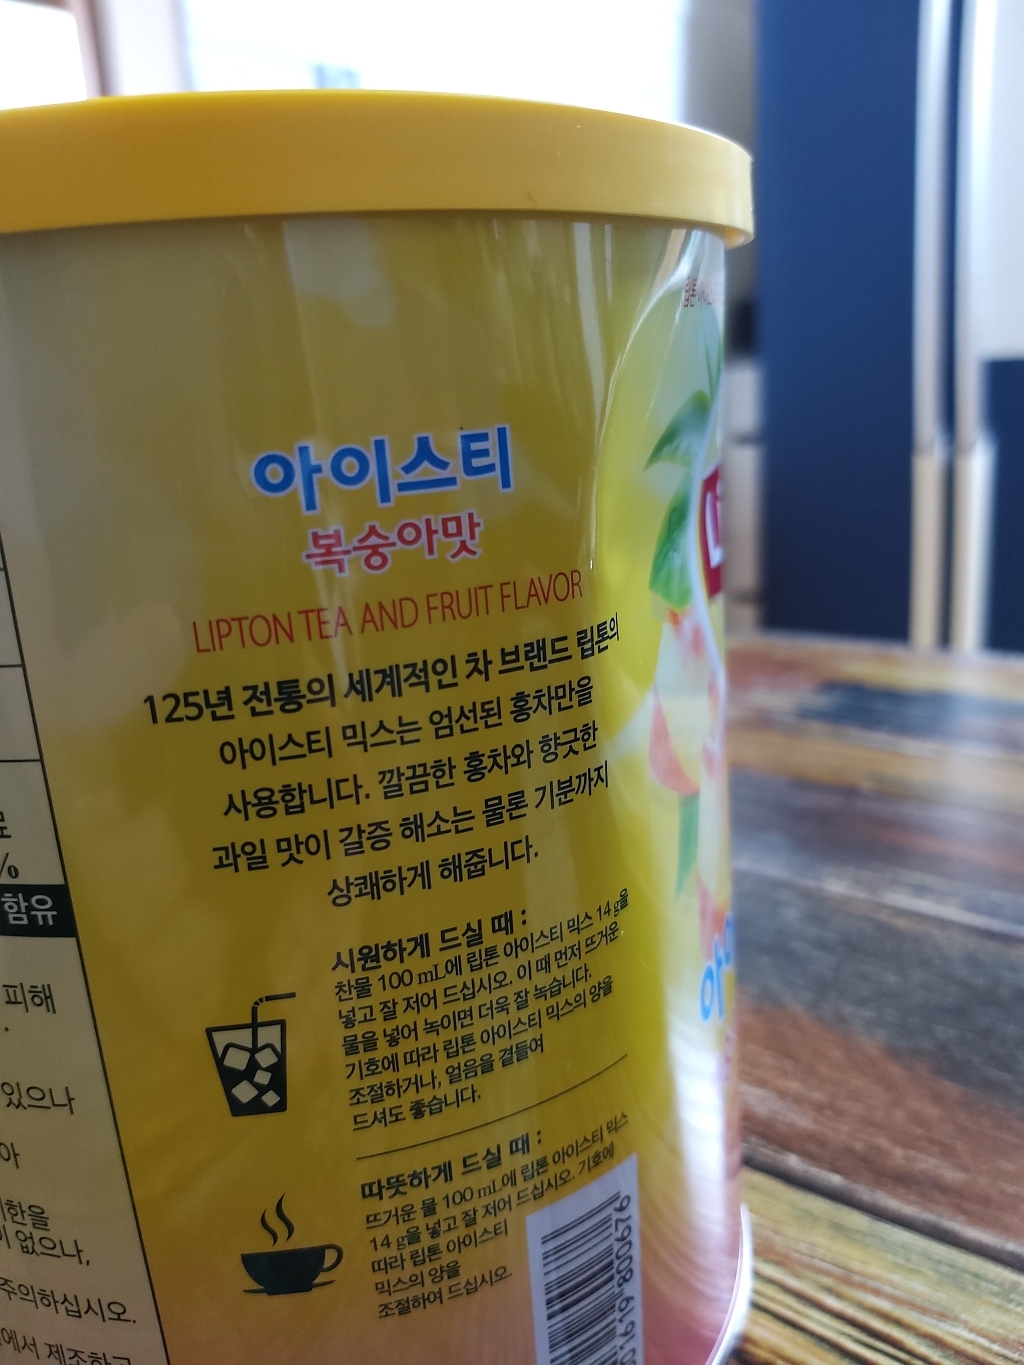 아이스티
복숭아맛
LIPTON TEA AND FRUIT FLAVOR
125년 전통의 세계적인 차 브랜드 립톤의
아이스티 믹스는 엄선된 홍차만을
사용합니다. 깔끔한 홍차와 향긋한
과일 맛이 갈증 해소는 물론 기분까지
상쾌하게 해줍니다.
시원하게 드실 때 :
찬물 100 mL에 립톤 아이스티 믹스 14 g을
넣고 잘 저어 드십시오. 이 때 먼저 뜨거운
물을 넣어 녹이면 더욱 잘 녹습니다.
기호에 따라 립톤 아이스티 믹스의 양을
조절하거나, 얼음을 곁들여
드셔도 좋습니다.
따뜻하게 드실 때 :
뜨거운 물 100 mL에 립톤 아이스티 믹스
14 g을 넣고 잘 저어 드십시오. 기호에
따라 립톤 아이스티
믹스의 양을
조절하여 드십시오.
%
함유
피해
있으나
없으나,
주의하십시오.
에서 제조하고